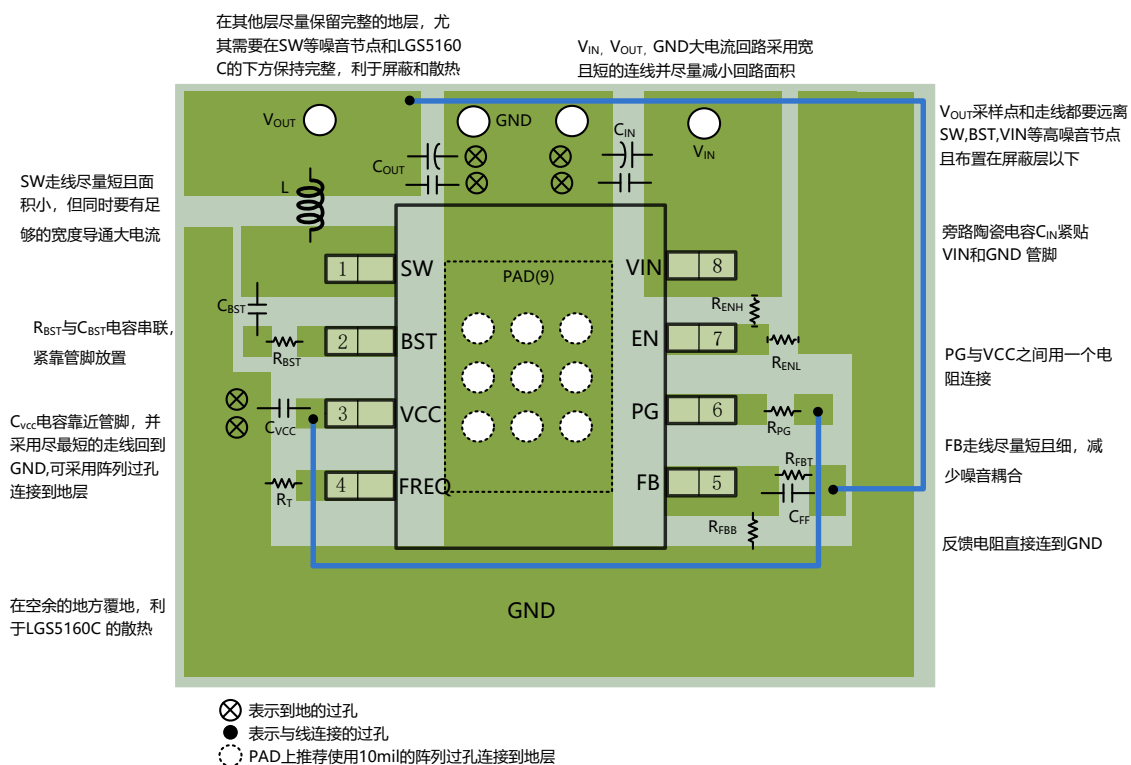 在其他层尽量保留完整的地层，尤
其需要在SW等噪音节点和LGS5160
C的下方保持完整，利于屏蔽和散热
VIN，VOUT，GND大电流回路采用宽
且短的连线并尽量减小回路面积
VOUT采样点和走线都要远离
SW,BST,VIN等高噪音节点
且布置在屏蔽层以下
旁路陶瓷电容CIN紧贴
VIN和GND 管脚
PG与VCC之间用一个电
阻连接
FB走线尽量短且细，减
少噪音耦合
反馈电阻直接连到GND
SW走线尽量短且面
积小，但同时要有足
够的宽度导通大电流
RBST与CBST电容串联，
紧靠管脚放置
Cvcc电容靠近管脚，并
采用尽最短的走线回到
GND,可采用阵列过孔
连接到地层
在空余的地方覆地，利
于LGS5160C 的散热
VOUT
GND
CIN
VIN
COUT
L
1
SW
PAD(9)
VIN
8
CBST
RENH
RBST
2
BST
EN
7
RENL
CVCC
3
VCC
PG
6
RPG
RT
4
FREQ
FB
5
RFBT
CFF
RFBB
GND
表示到地的过孔
表示与线连接的过孔
PAD上推荐使用10mil的阵列过孔连接到地层